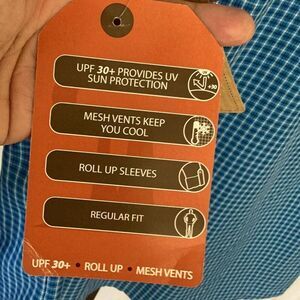 UPF 30+ PROVIDES UV
SUN PROTECTION
+30
MESH VENTS KEEP
YOU COOL
ROLL UP SLEEVES
REGULAR FIT
UPF 30+ • ROLL UP • MESH VENTS